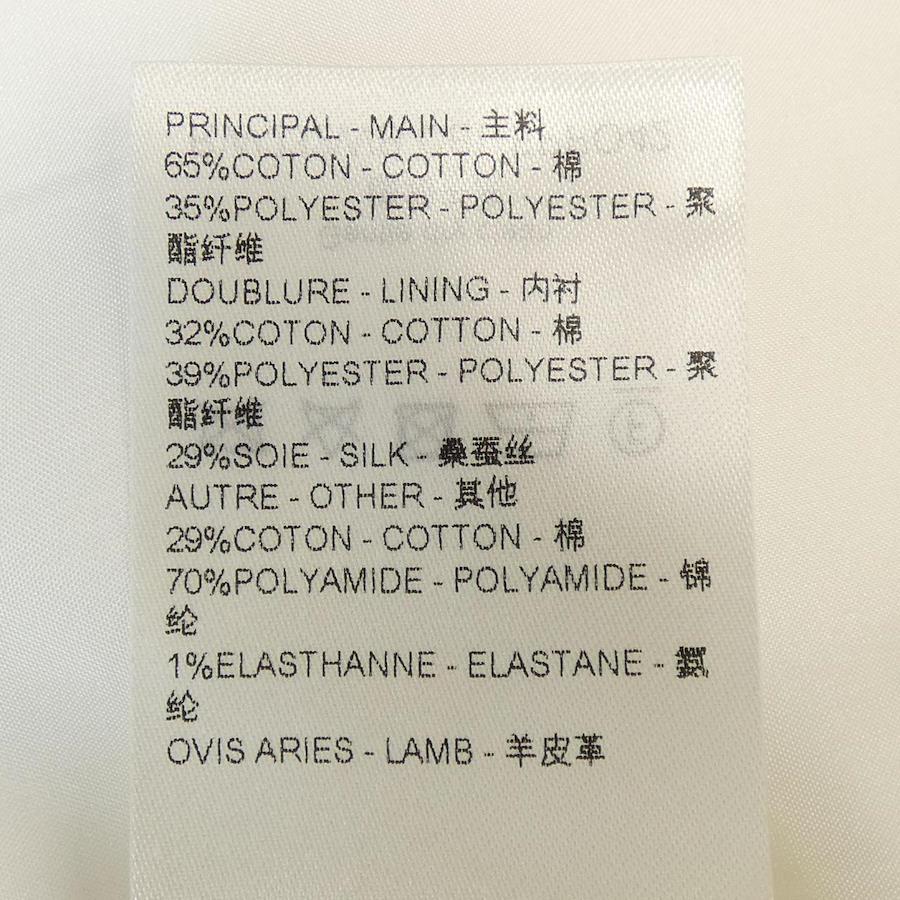 PRINCIPAL - MAIN - 主料
65%COTON - COTTON - 棉
35%POLYESTER - POLYESTER - 聚
酯纤维
DOUBLURE - LINING - 内衬
32%COTON - COTTON - 棉
39%POLYESTER - POLYESTER - 聚
酯纤维
29%SOIE - SILK - 桑蚕丝
AUTRE - OTHER - 其他
29%COTON - COTTON - 棉
70%POLYAMIDE - POLYAMIDE - 锦
纶
1%ELASTHANNE - ELASTANE - 氨
纶
OVIS ARIES - LAMB - 羊皮革